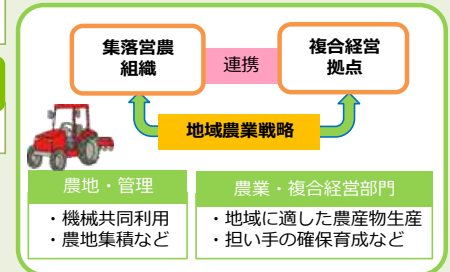 集落営農
組織
連携
複合経営
拠点
地域農業戦略
農地・管理
・機械共同利用
・農地集積など
農業・複合経営部門
・地域に適した農産物生産
・担い手の確保育成など